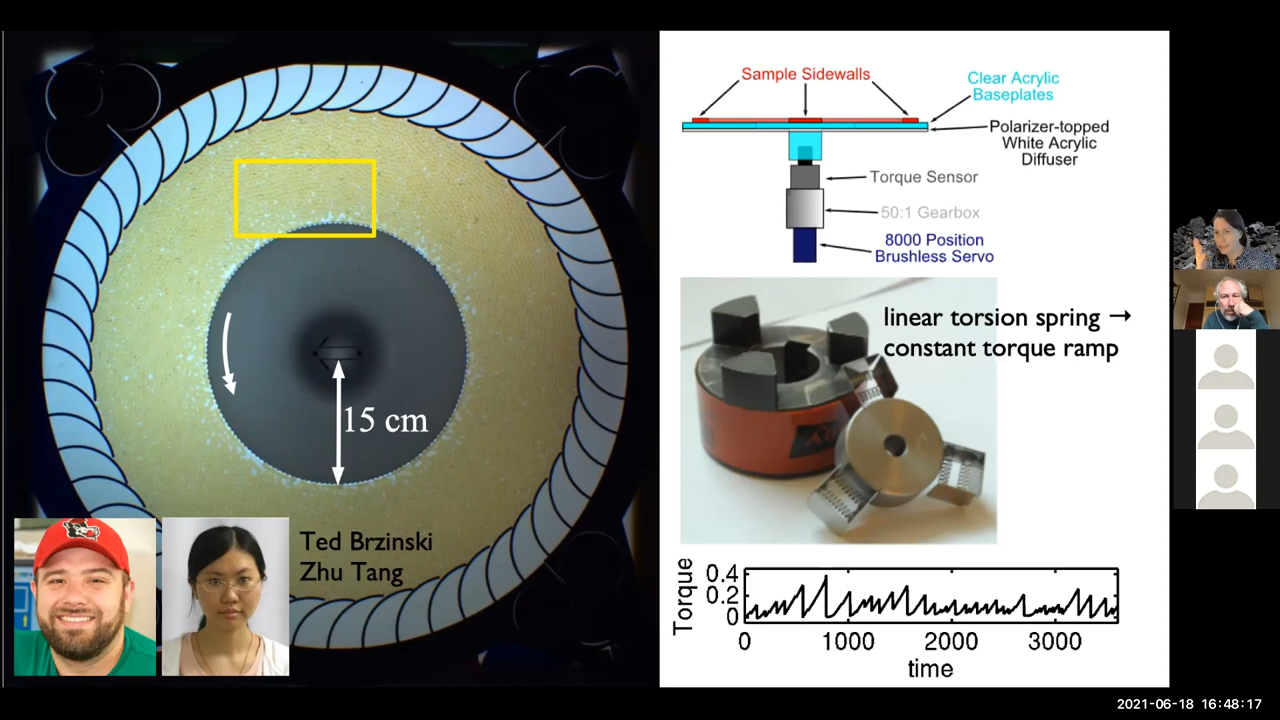 15 cm
Ted Brzinski
Zhu Tang
Sample Sidewalls
Clear Acrylic
Baseplates
Polarizer-topped
White Acrylic
Diffuser
Torque Sensor
50:1 Gearbox
8000 Position
Brushless Servo
linear torsion spring →
constant torque ramp
Torque
0.4
0.2
0
0 1000 2000 3000
time
2021-06-18 16:48:17